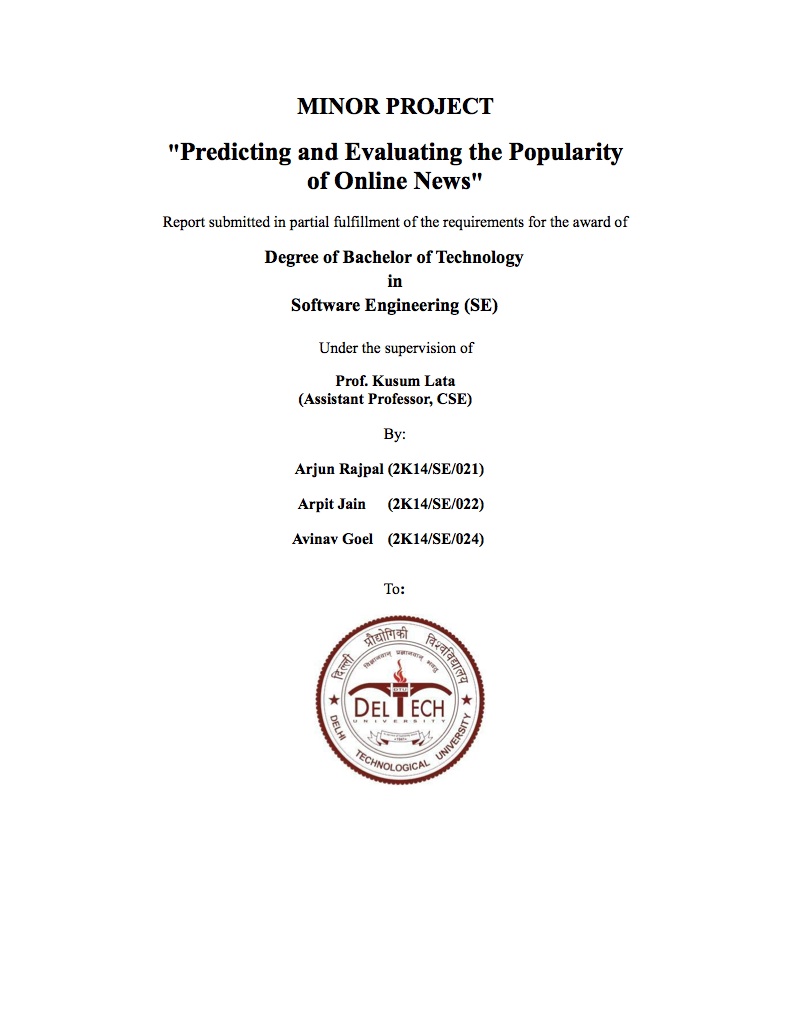 MINOR PROJECT
"Predicting and Evaluating the Popularity
of Online News"
Report submitted in partial fulfillment of the requirements for the award of
Degree of Bachelor of Technology
in
Software Engineering (SE)
Under the supervision of
Prof. Kusum Lata
(Assistant Professor, CSE)
By:
Arjun Rajpal (2K14/SE/021)
Arpit Jain (2K14/SE/022)
Avinav Goel (2K14/SE/024)
To:
दिल्ली प्रौद्योगिकी विश्वविद्यालय
DTU
DELTECH
UNIVERSITY
DELHI TECHNOLOGICAL UNIVERSITY